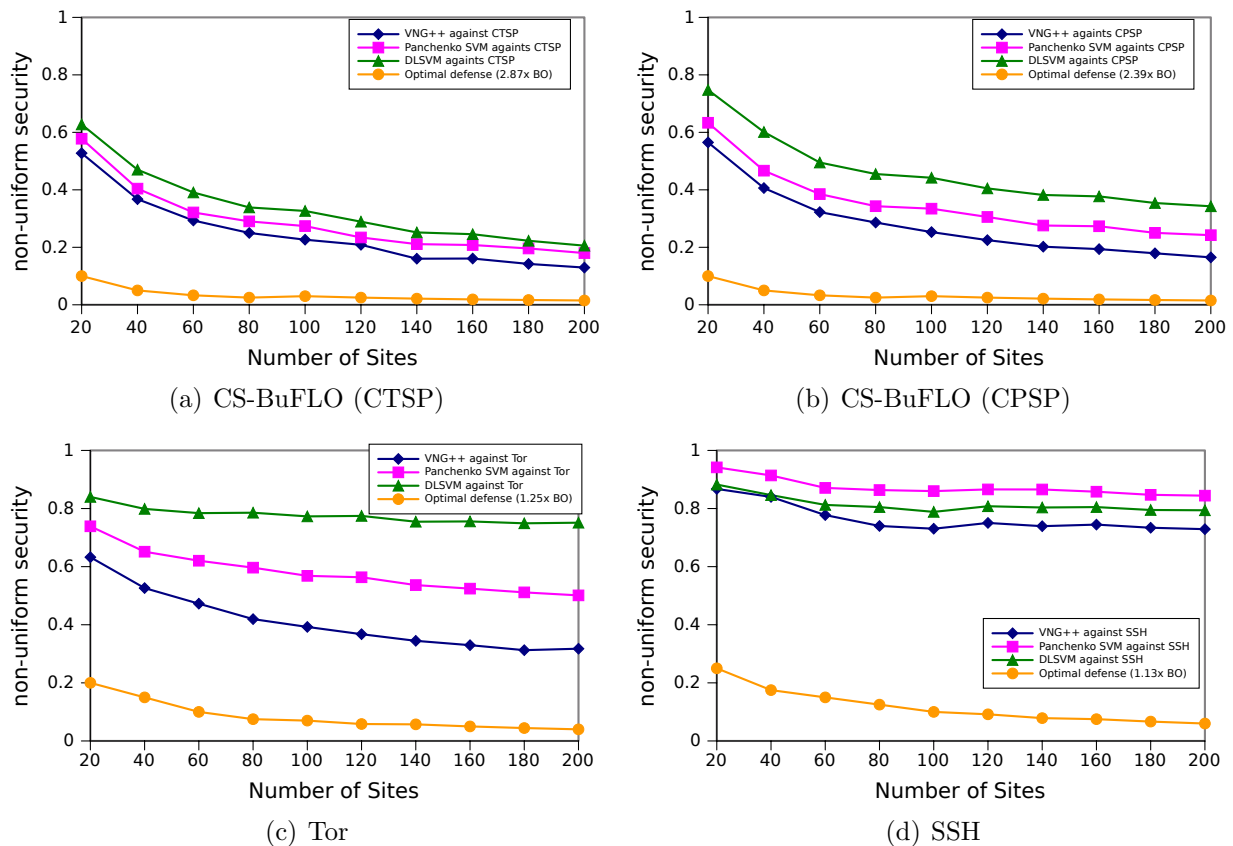 1
0.8
0.6
0.4
0.2
0
non-uniform security
VNG++ against CTSP
Panchenko SVM againts CTSP
DLSVM againts CTSP
Optimal defense (2.87x BO)
20 40 60 80 100 120 140 160 180 200
Number of Sites
(a) CS-BuFLO (CTSP)
1
0.8
0.6
0.4
0.2
0
non-uniform security
VNG++ againts CPSP
Panchenko SVM againts CPSP
DLSVM againts CPSP
Optimal defense (2.39x BO)
20 40 60 80 100 120 140 160 180 200
Number of Sites
(b) CS-BuFLO (CPSP)
1
0.8
0.6
0.4
0.2
0
non-uniform security
VNG++ against Tor
Panchenko SVM against Tor
DLSVM against Tor
Optimal defense (1.25x BO)
20 40 60 80 100 120 140 160 180 200
Number of Sites
(c) Tor
1
0.8
0.6
0.4
0.2
0
non-uniform security
VNG++ against SSH
Panchenko SVM against SSH
DLSVM against SSH
Optimal defense (1.13x BO)
20 40 60 80 100 120 140 160 180 200
Number of Sites
(d) SSH